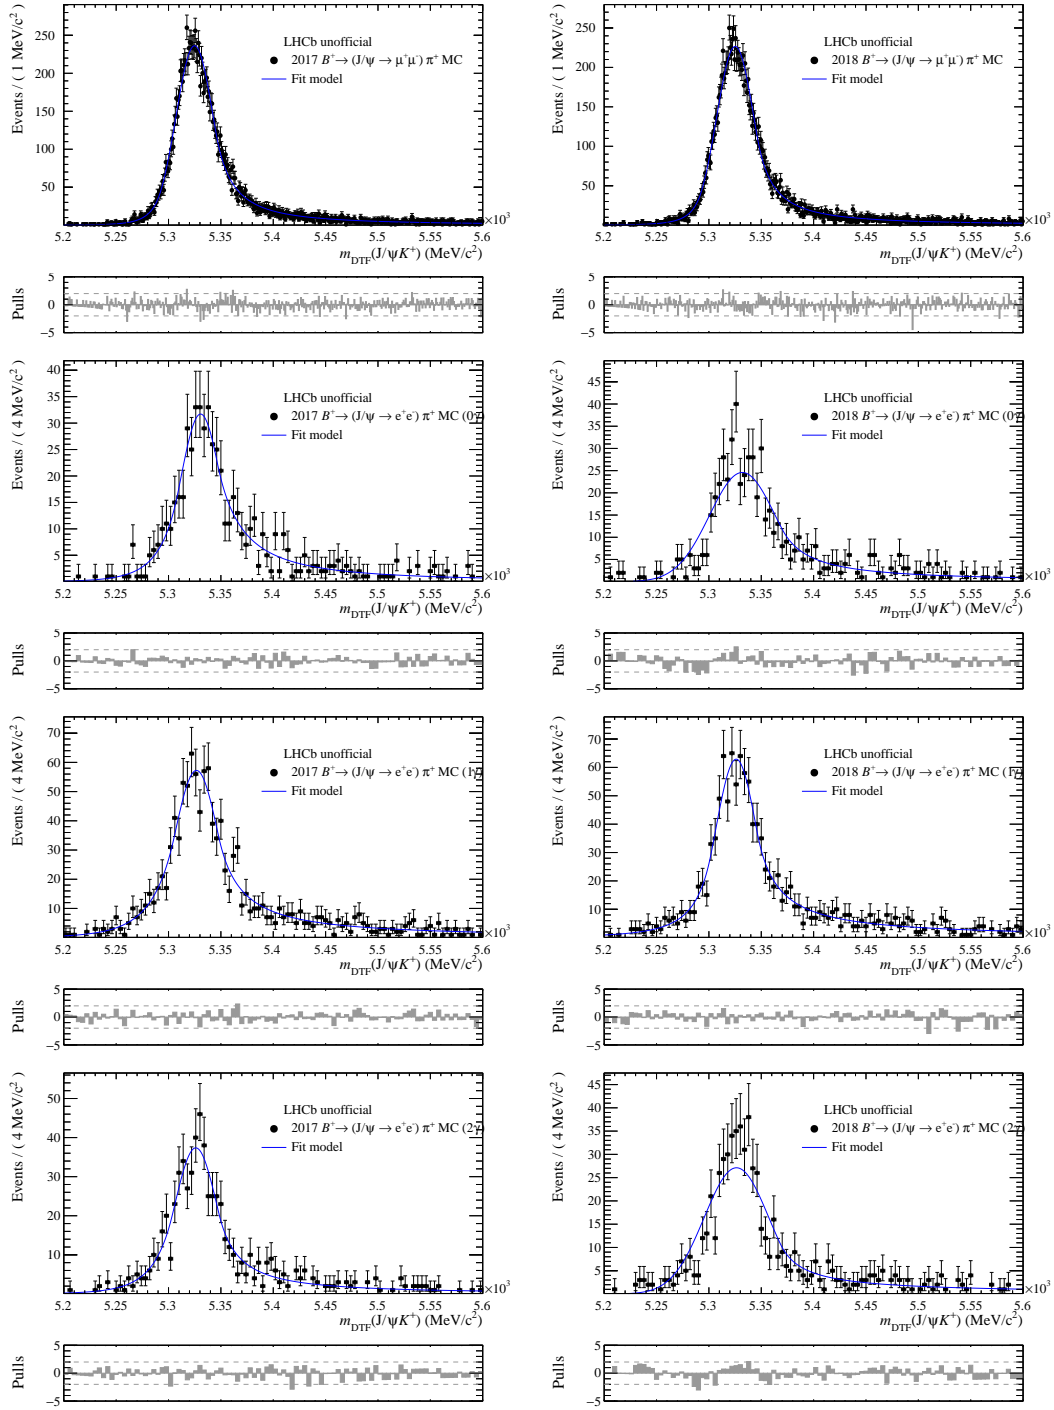 Events / ( 1 MeV/c² )
250
200
150
100
50
LHCb unofficial
2017 B⁺→ (J/ψ → μ⁺μ⁻) π⁺ MC
Fit model
5.2 5.25 5.3 5.35 5.4 5.45 5.5 5.55 5.6
×10³
m_DTF(J/ψK⁺) (MeV/c²)
Pulls
5
0
−5
Events / ( 1 MeV/c² )
250
200
150
100
50
LHCb unofficial
2018 B⁺→ (J/ψ → μ⁺μ⁻) π⁺ MC
Fit model
5.2 5.25 5.3 5.35 5.4 5.45 5.5 5.55 5.6
×10³
m_DTF(J/ψK⁺) (MeV/c²)
Pulls
5
0
−5
Events / ( 4 MeV/c² )
40
35
30
25
20
15
10
5
LHCb unofficial
2017 B⁺→ (J/ψ → e⁺e⁻) π⁺ MC (0γ)
Fit model
5.2 5.25 5.3 5.35 5.4 5.45 5.5 5.55 5.6
×10³
m_DTF(J/ψK⁺) (MeV/c²)
Pulls
5
0
−5
Events / ( 4 MeV/c² )
45
40
35
30
25
20
15
10
5
LHCb unofficial
2018 B⁺→ (J/ψ → e⁺e⁻) π⁺ MC (0γ)
Fit model
5.2 5.25 5.3 5.35 5.4 5.45 5.5 5.55 5.6
×10³
m_DTF(J/ψK⁺) (MeV/c²)
Pulls
5
0
−5
Events / ( 4 MeV/c² )
70
60
50
40
30
20
10
LHCb unofficial
2017 B⁺→ (J/ψ → e⁺e⁻) π⁺ MC (1γ)
Fit model
5.2 5.25 5.3 5.35 5.4 5.45 5.5 5.55 5.6
×10³
m_DTF(J/ψK⁺) (MeV/c²)
Pulls
5
0
−5
Events / ( 4 MeV/c² )
70
60
50
40
30
20
10
LHCb unofficial
2018 B⁺→ (J/ψ → e⁺e⁻) π⁺ MC (1γ)
Fit model
5.2 5.25 5.3 5.35 5.4 5.45 5.5 5.55 5.6
×10³
m_DTF(J/ψK⁺) (MeV/c²)
Pulls
5
0
−5
Events / ( 4 MeV/c² )
50
40
30
20
10
LHCb unofficial
2017 B⁺→ (J/ψ → e⁺e⁻) π⁺ MC (2γ)
Fit model
5.2 5.25 5.3 5.35 5.4 5.45 5.5 5.55 5.6
×10³
m_DTF(J/ψK⁺) (MeV/c²)
Pulls
5
0
−5
Events / ( 4 MeV/c² )
45
40
35
30
25
20
15
10
5
LHCb unofficial
2018 B⁺→ (J/ψ → e⁺e⁻) π⁺ MC (2γ)
Fit model
5.2 5.25 5.3 5.35 5.4 5.45 5.5 5.55 5.6
×10³
m_DTF(J/ψK⁺) (MeV/c²)
Pulls
5
0
−5